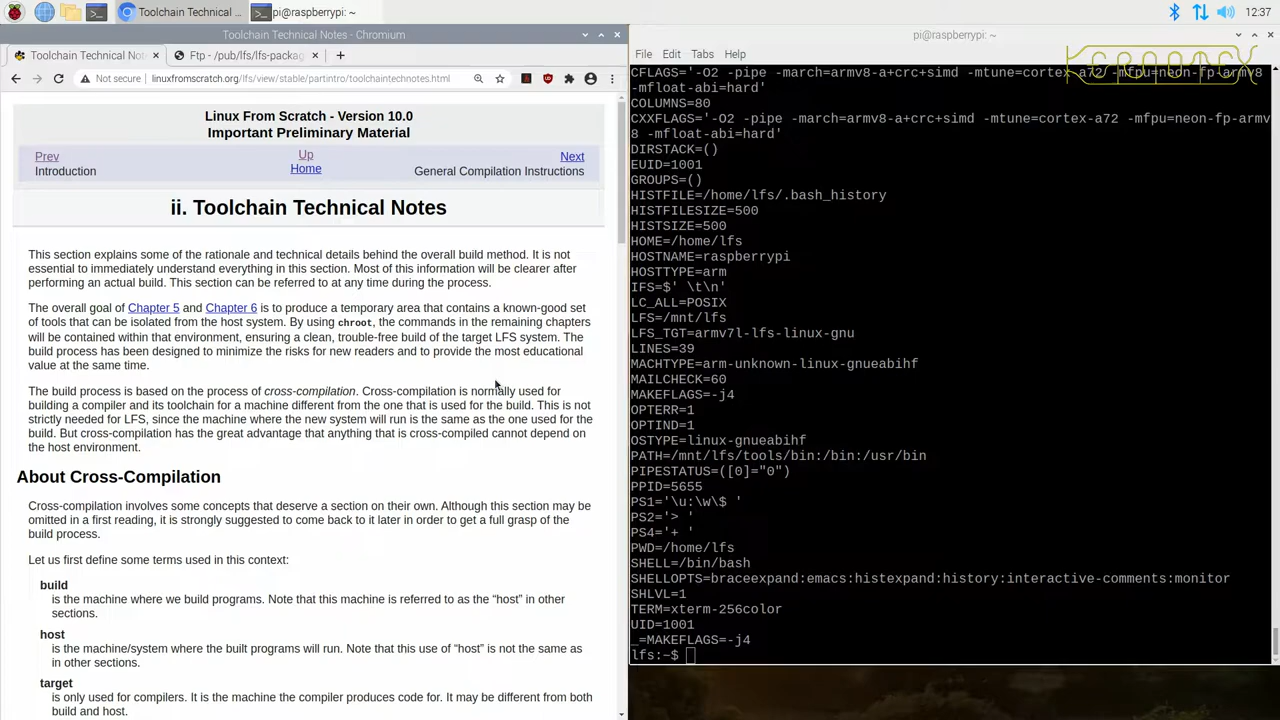 Toolchain Technical ...
pi@raspberrypi: ~
12:37
Toolchain Technical Notes - Chromium
Toolchain Technical Note
Ftp - /pub/lfs/lfs-packag
Not secure
linuxfromscratch.org/lfs/view/stable/partintro/toolchaintechnotes.html
Linux From Scratch - Version 10.0
Important Preliminary Material
Prev
Up
Next
Introduction
Home
General Compilation Instructions
ii. Toolchain Technical Notes
This section explains some of the rationale and technical details behind the overall build method. It is not
essential to immediately understand everything in this section. Most of this information will be clearer after
performing an actual build. This section can be referred to at any time during the process.
The overall goal of Chapter 5 and Chapter 6 is to produce a temporary area that contains a known-good set
of tools that can be isolated from the host system. By using chroot, the commands in the remaining chapters
will be contained within that environment, ensuring a clean, trouble-free build of the target LFS system. The
build process has been designed to minimize the risks for new readers and to provide the most educational
value at the same time.
The build process is based on the process of cross-compilation. Cross-compilation is normally used for
building a compiler and its toolchain for a machine different from the one that is used for the build. This is not
strictly needed for LFS, since the machine where the new system will run is the same as the one used for the
build. But cross-compilation has the great advantage that anything that is cross-compiled cannot depend on
the host environment.
About Cross-Compilation
Cross-compilation involves some concepts that deserve a section on their own. Although this section may be
omitted in a first reading, it is strongly suggested to come back to it later in order to get a full grasp of the
build process.
Let us first define some terms used in this context:
build
is the machine where we build programs. Note that this machine is referred to as the “host” in other
sections.
host
is the machine/system where the built programs will run. Note that this use of “host” is not the same as
in other sections.
target
is only used for compilers. It is the machine the compiler produces code for. It may be different from both
build and host.
pi@raspberrypi: ~
File Edit Tabs Help
CFLAGS='-O2 -pipe -march=armv8-a+crc+simd -mtune=cortex-a72 -mfpu=neon-fp-armv8
-mfloat-abi=hard'
COLUMNS=80
CXXFLAGS='-O2 -pipe -march=armv8-a+crc+simd -mtune=cortex-a72 -mfpu=neon-fp-armv
8 -mfloat-abi=hard'
DIRSTACK=()
EUID=1001
GROUPS=()
HISTFILE=/home/lfs/.bash_history
HISTFILESIZE=500
HISTSIZE=500
HOME=/home/lfs
HOSTNAME=raspberrypi
HOSTTYPE=arm
IFS=$' \t\n'
LC_ALL=POSIX
LFS=/mnt/lfs
LFS_TGT=armv7l-lfs-linux-gnu
LINES=39
MACHTYPE=arm-unknown-linux-gnueabihf
MAILCHECK=60
MAKEFLAGS=-j4
OPTERR=1
OPTIND=1
OSTYPE=linux-gnueabihf
PATH=/mnt/lfs/tools/bin:/bin:/usr/bin
PIPESTATUS=([0]="0")
PPID=5655
PS1='\u:\w\$ '
PS2='> '
PS4='+ '
PWD=/home/lfs
SHELL=/bin/bash
SHELLOPTS=braceexpand:emacs:histexpand:history:interactive-comments:monitor
SHLVL=1
TERM=xterm-256color
UID=1001
_=MAKEFLAGS=-j4
lfs:~$